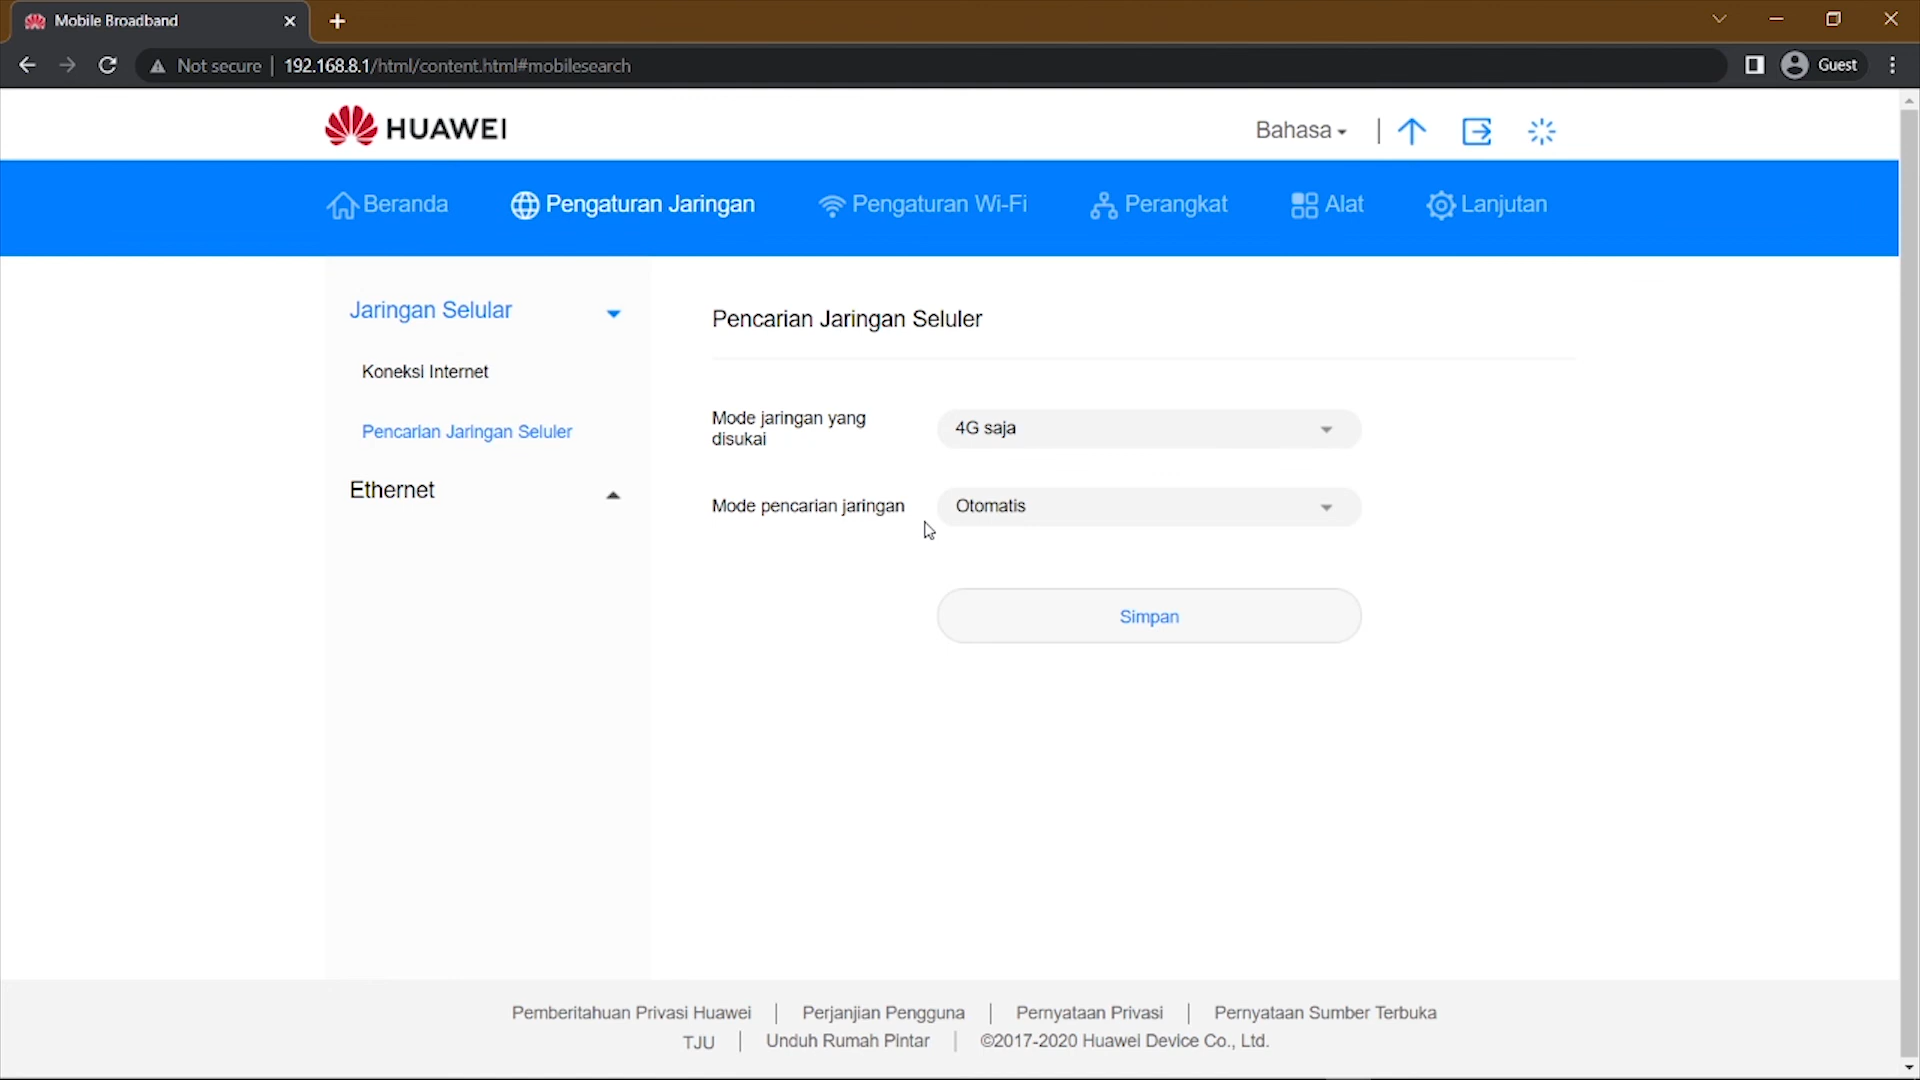 Mobile Broadband
Not secure | 192.168.8.1/html/content.html#mobilesearch
Guest
HUAWEI
Bahasa
Beranda
Pengaturan Jaringan
Pengaturan Wi-Fi
Perangkat
Alat
Lanjutan
Jaringan Selular
Koneksi Internet
Pencarian Jaringan Seluler
Ethernet
Pencarian Jaringan Seluler
Mode jaringan yang
disukai
4G saja
Mode pencarian jaringan
Otomatis
Simpan
Pemberitahuan Privasi Huawei | Perjanjian Pengguna | Pernyataan Privasi | Pernyataan Sumber Terbuka
TJU | Unduh Rumah Pintar | ©2017-2020 Huawei Device Co., Ltd.